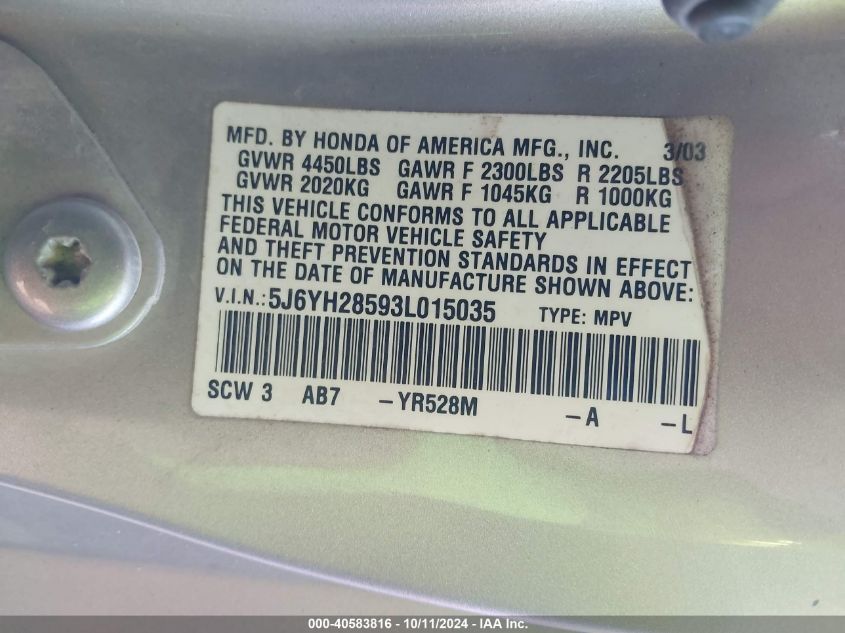 MFD. BY HONDA OF AMERICA MFG., INC. 3/03
GVWR 4450LBS GAWR F 2300LBS R 2205LBS
GVWR 2020KG GAWR F 1045KG R 1000KG
THIS VEHICLE CONFORMS TO ALL APPLICABLE
FEDERAL MOTOR VEHICLE SAFETY
AND THEFT PREVENTION STANDARDS IN EFFECT
ON THE DATE OF MANUFACTURE SHOWN ABOVE:
V.I.N.: 5J6YH28593L015035 TYPE: MPV
SCW 3 AB7 -YR528M -A -L
000-40583816 - 10/11/2024 - IAA Inc.